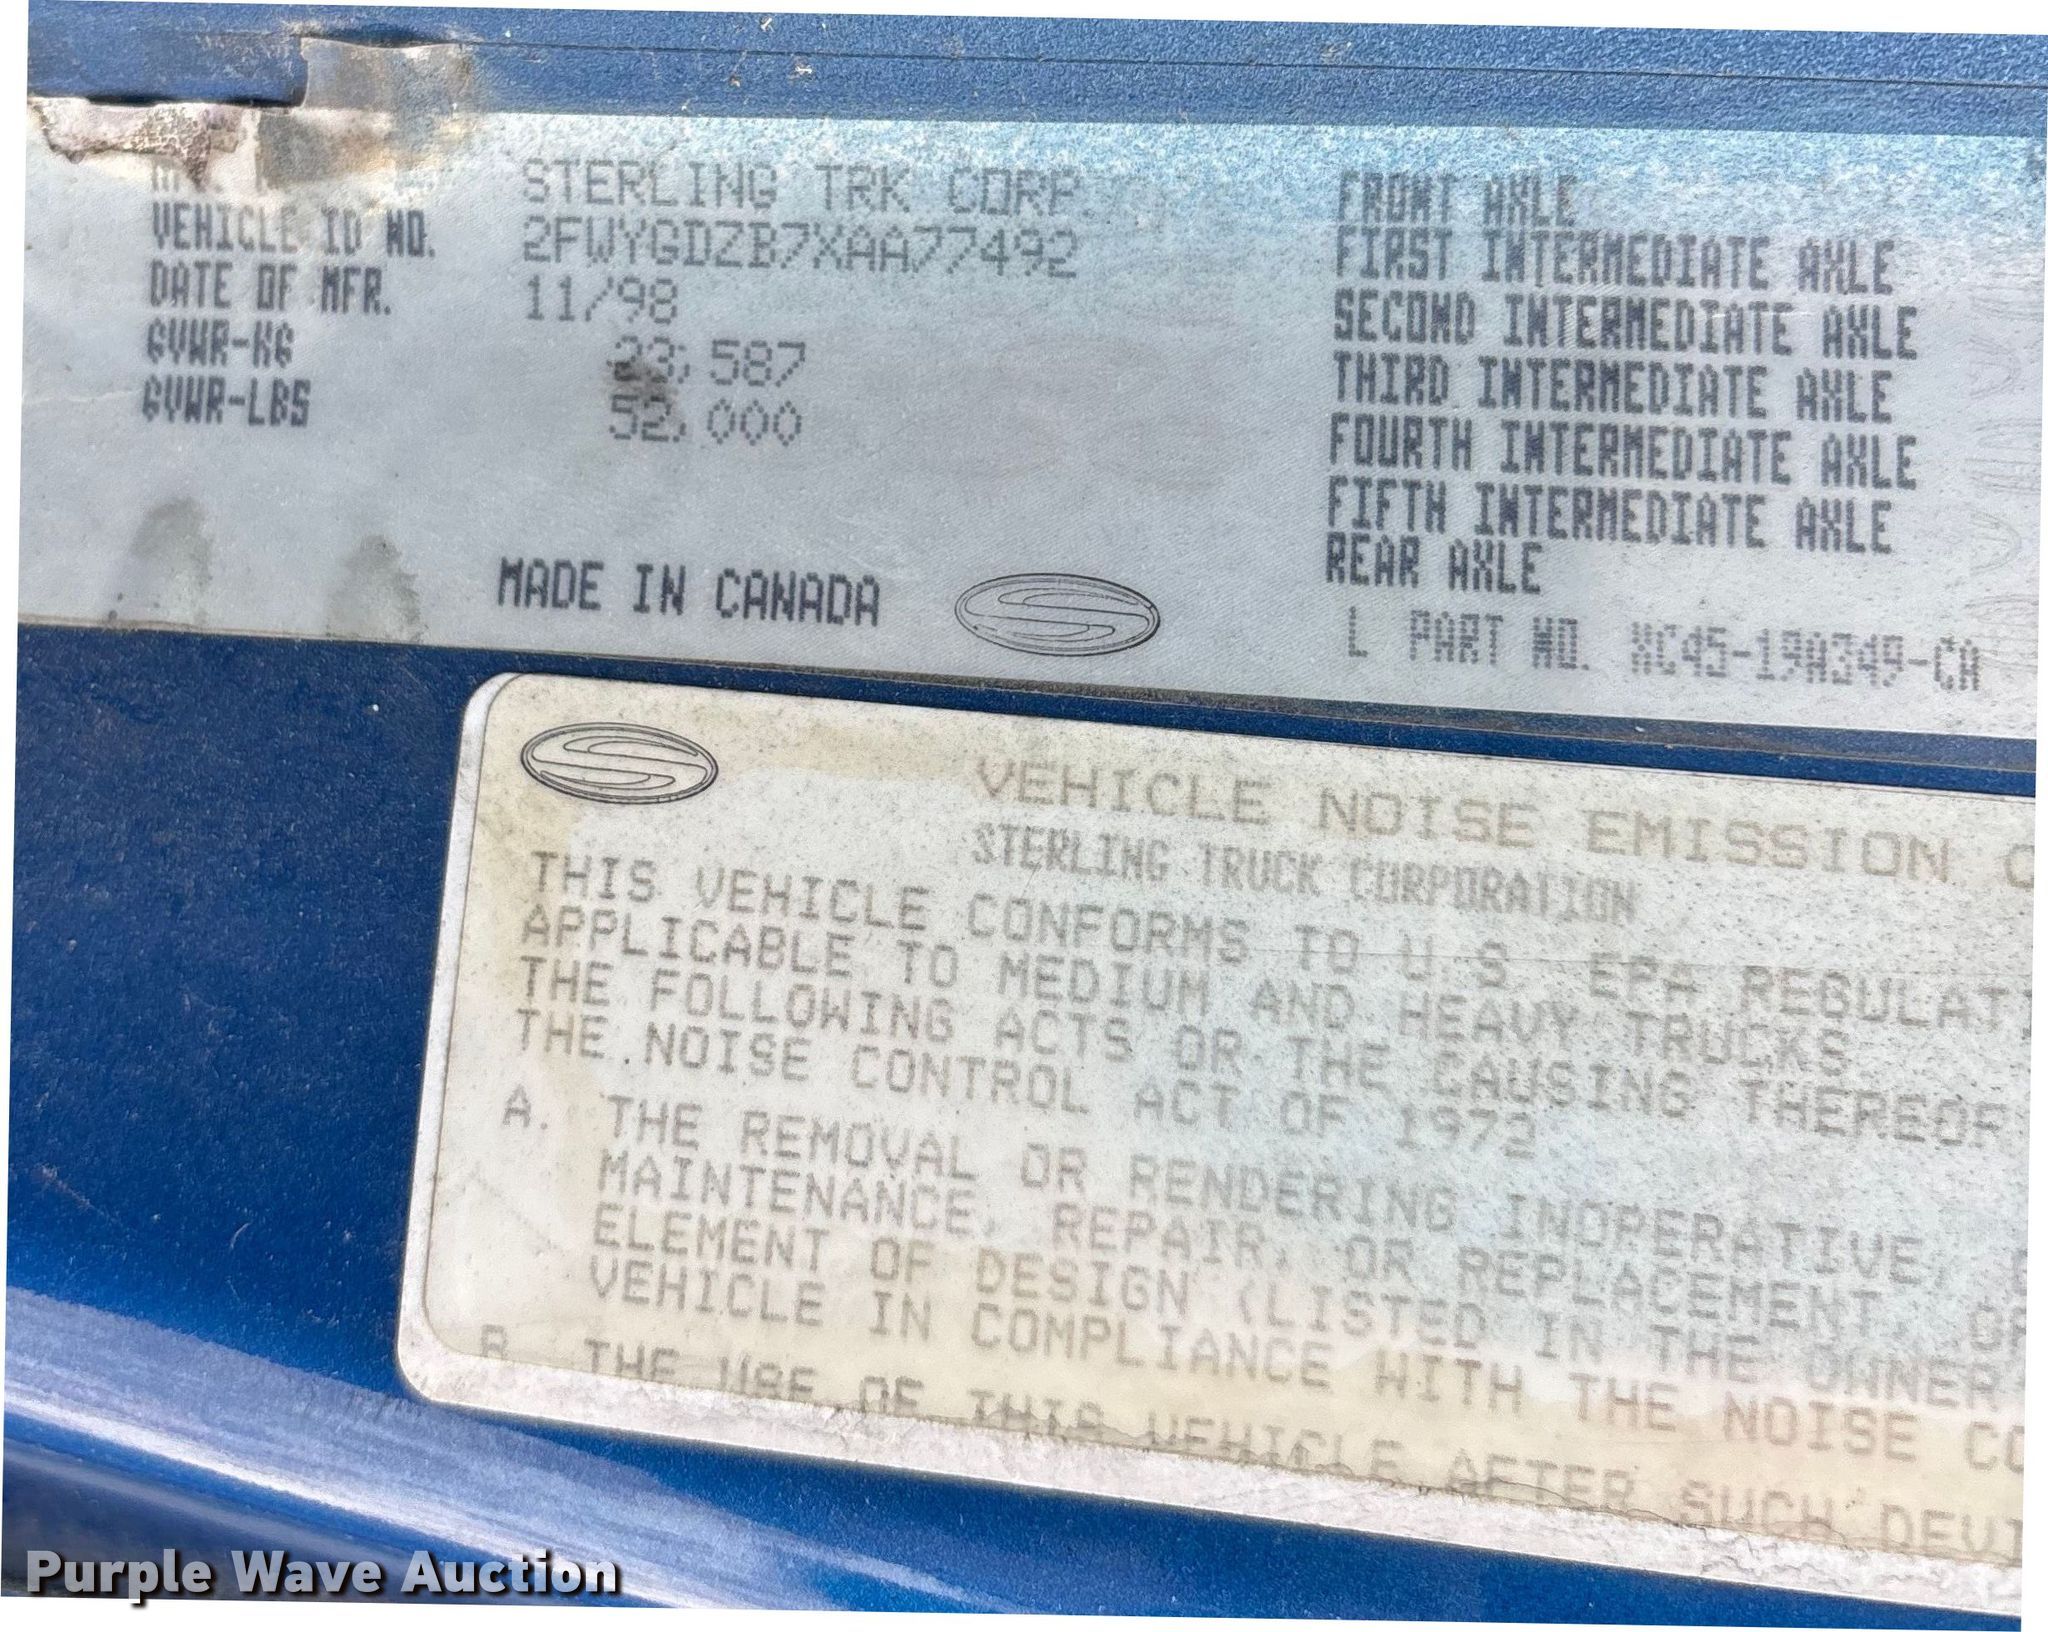 STERLING TRK CORP.
VEHICLE ID NO. 2FWYGDZB7XAA77492
DATE OF MFR. 11/98
GVWR-KG 23,587
GVWR-LBS 52,000
MADE IN CANADA
FRONT AXLE
FIRST INTERMEDIATE AXLE
SECOND INTERMEDIATE AXLE
THIRD INTERMEDIATE AXLE
FOURTH INTERMEDIATE AXLE
FIFTH INTERMEDIATE AXLE
REAR AXLE
L PART NO. XC45-19A349-CA
VEHICLE NOISE EMISSION C
STERLING TRUCK CORPORATION
THIS VEHICLE CONFORMS TO U.S. EPA REGULATI
APPLICABLE TO MEDIUM AND HEAVY TRUCKS
THE FOLLOWING ACTS OR THE CAUSING THEREOF
THE NOISE CONTROL ACT OF 1972
A. THE REMOVAL OR RENDERING INOPERATIVE,
MAINTENANCE, REPAIR, OR REPLACEMENT, OF
ELEMENT OF DESIGN (LISTED IN THE OWNER
VEHICLE IN COMPLIANCE WITH THE NOISE CO
B THE USE OF THIS VEHICLE AFTER SUCH DEVI
Purple Wave Auction